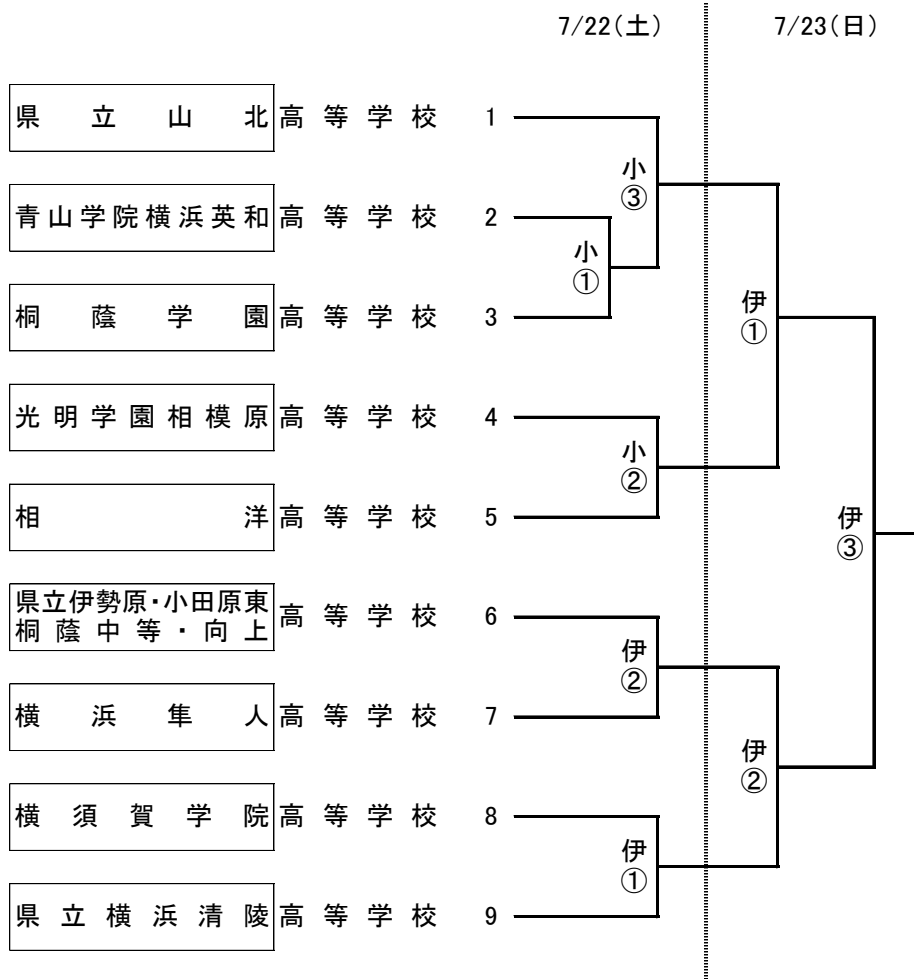 7/22(土) 7/23(日)
県立山北高等学校 1
小
③
青山学院横浜英和高等学校 2
小
①
桐蔭学園高等学校 3
伊
①
光明学園相模原高等学校 4
小
②
相洋高等学校 5
伊
③
県立伊勢原・小田原東
桐蔭中等・向上
高等学校 6
伊
②
横浜隼人高等学校 7
伊
②
横須賀学院高等学校 8
伊
①
県立横浜清陵高等学校 9